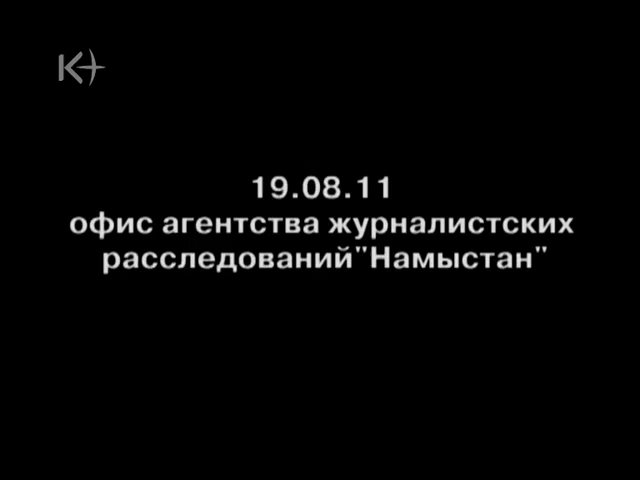 К+
19.08.11
офис агентства журналистских
расследований"Намыстан"